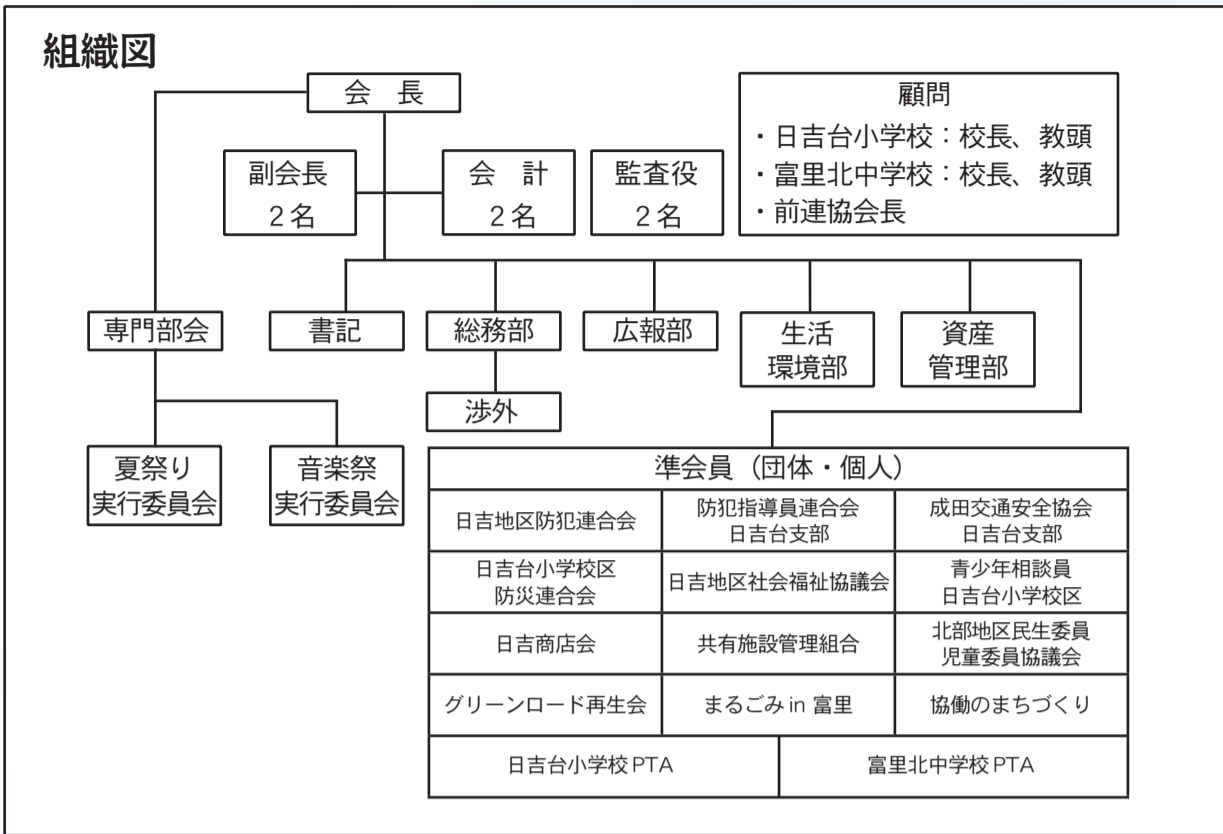 組織図
会　長
副会長
2名
会　計
2名
監査役
2名
顧問
・日吉台小学校：校長、教頭
・富里北中学校：校長、教頭
・前連協会長
専門部会
書記
総務部
広報部
生活
環境部
資産
管理部
渉外
夏祭り
実行委員会
音楽祭
実行委員会
準会員（団体・個人）
日吉地区防犯連合会
防犯指導員連合会
日吉台支部
成田交通安全協会
日吉台支部
日吉台小学校区
防災連合会
日吉地区社会福祉協議会
青少年相談員
日吉台小学校区
日吉商店会
共有施設管理組合
北部地区民生委員
児童委員協議会
グリーンロード再生会
まるごみ in 富里
協働のまちづくり
日吉台小学校 PTA
富里北中学校 PTA